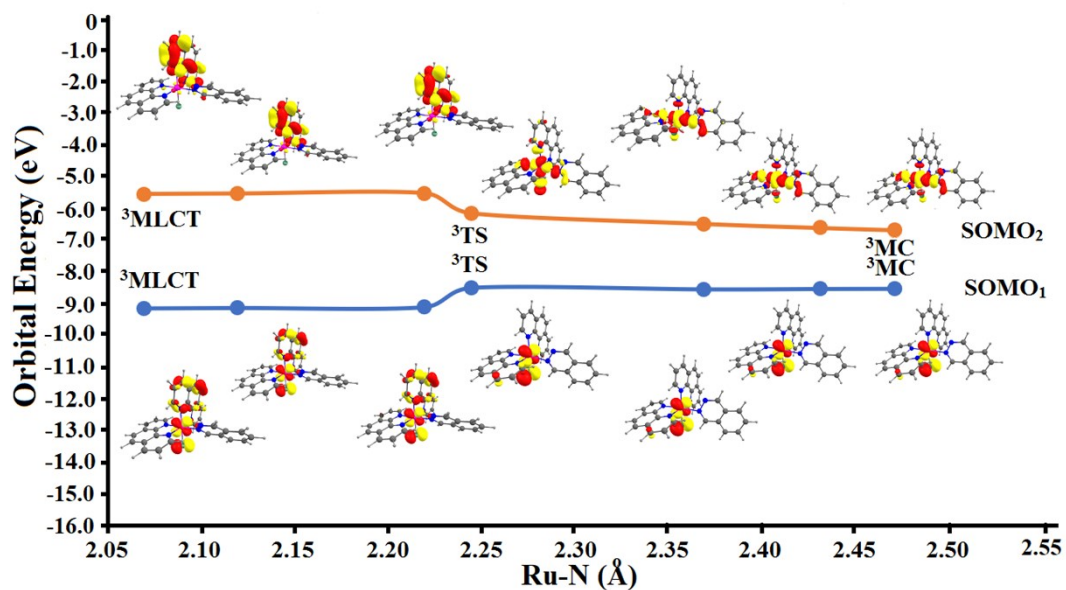 0
-1.0
-2.0
-3.0
-4.0
-5.0
-6.0
-7.0
-8.0
-9.0
-10.0
-11.0
-12.0
-13.0
-14.0
-15.0
-16.0
Orbital Energy (eV)
³MLCT
³TS
³MC
SOMO₂
³MLCT
³TS
³MC
SOMO₁
2.05
2.10
2.15
2.20
2.25
2.30
2.35
2.40
2.45
2.50
2.55
Ru-N (Å)